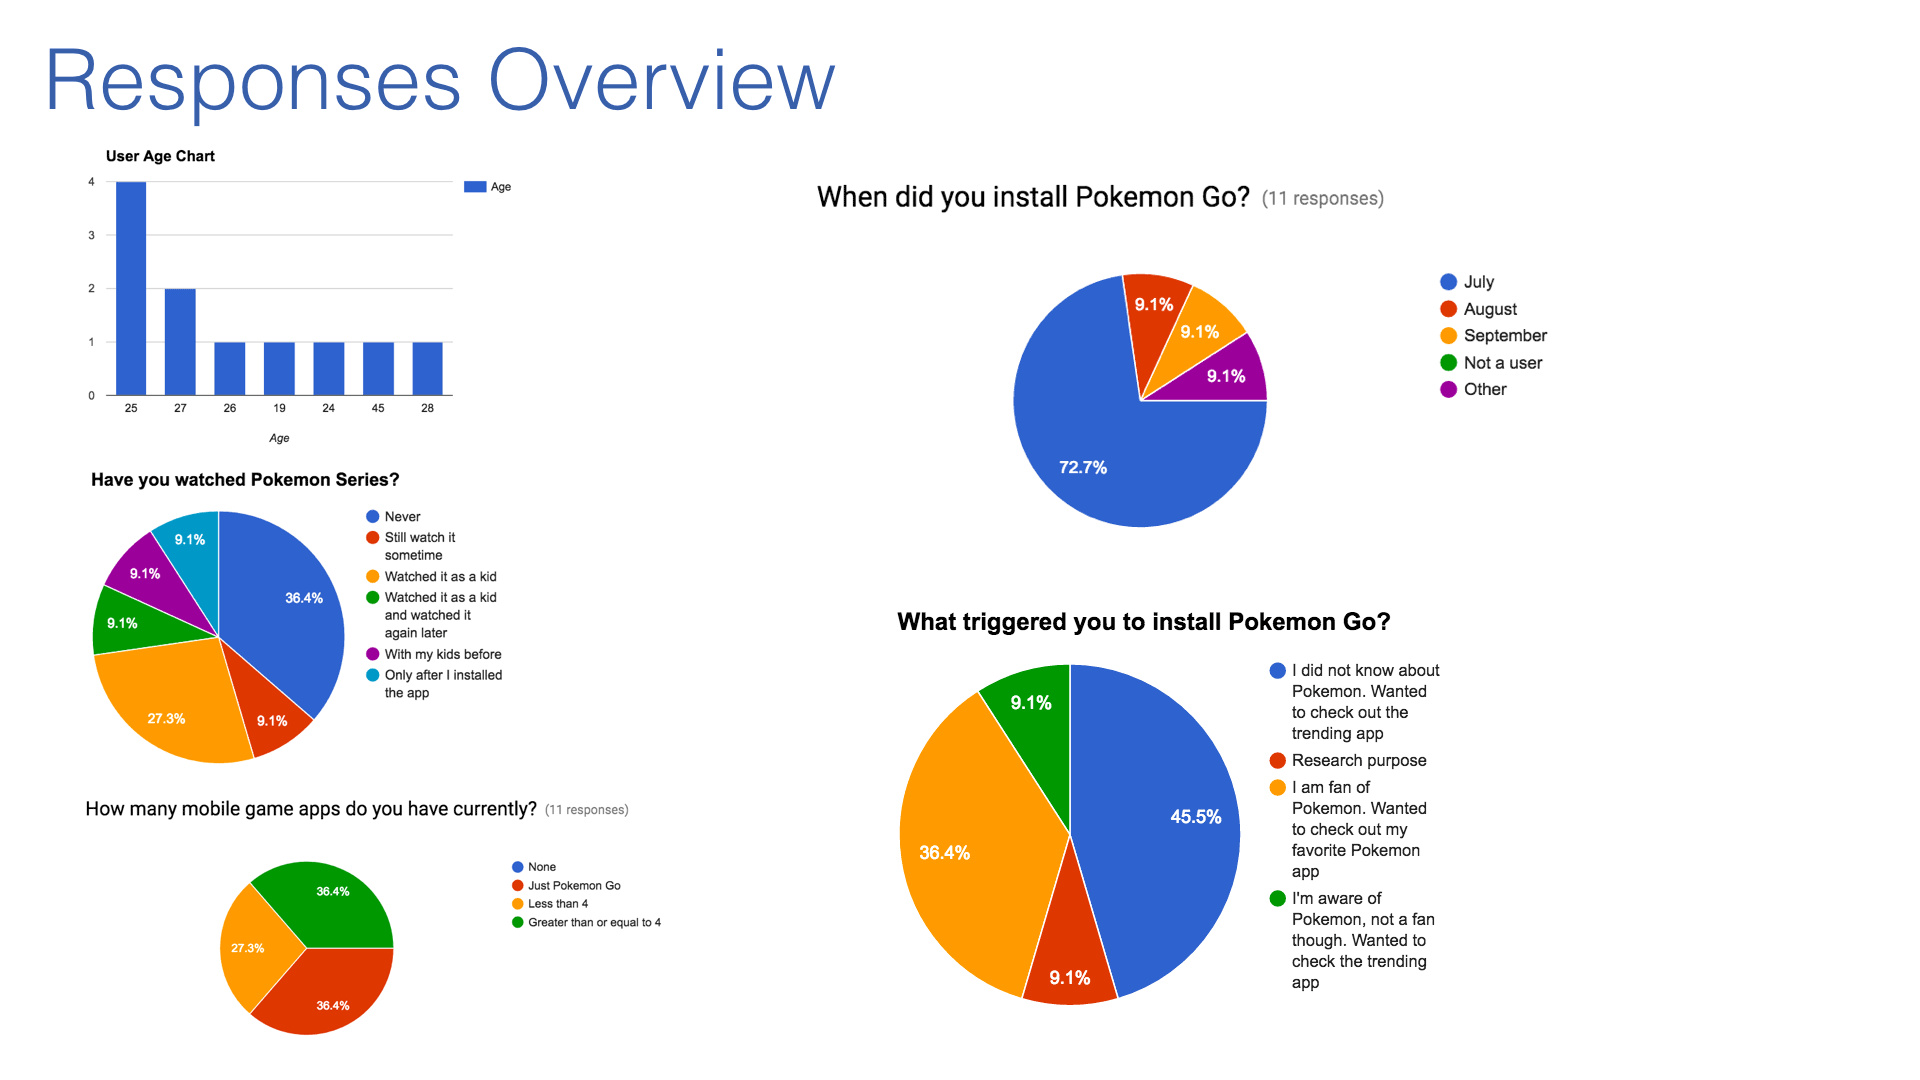 Responses Overview
User Age Chart
4
3
2
1
0
25 27 26 19 24 45 28
Age
Age
Have you watched Pokemon Series?
36.4%
9.1%
27.3%
9.1%
9.1%
9.1%
Never
Still watch it
sometime
Watched it as a kid
Watched it as a kid
and watched it
again later
With my kids before
Only after I installed
the app
How many mobile game apps do you have currently? (11 responses)
36.4%
27.3%
36.4%
None
Just Pokemon Go
Less than 4
Greater than or equal to 4
When did you install Pokemon Go? (11 responses)
9.1%
9.1%
9.1%
72.7%
July
August
September
Not a user
Other
What triggered you to install Pokemon Go?
9.1%
45.5%
36.4%
9.1%
I did not know about
Pokemon. Wanted
to check out the
trending app
Research purpose
I am fan of
Pokemon. Wanted
to check out my
favorite Pokemon
app
I'm aware of
Pokemon, not a fan
though. Wanted to
check the trending
app